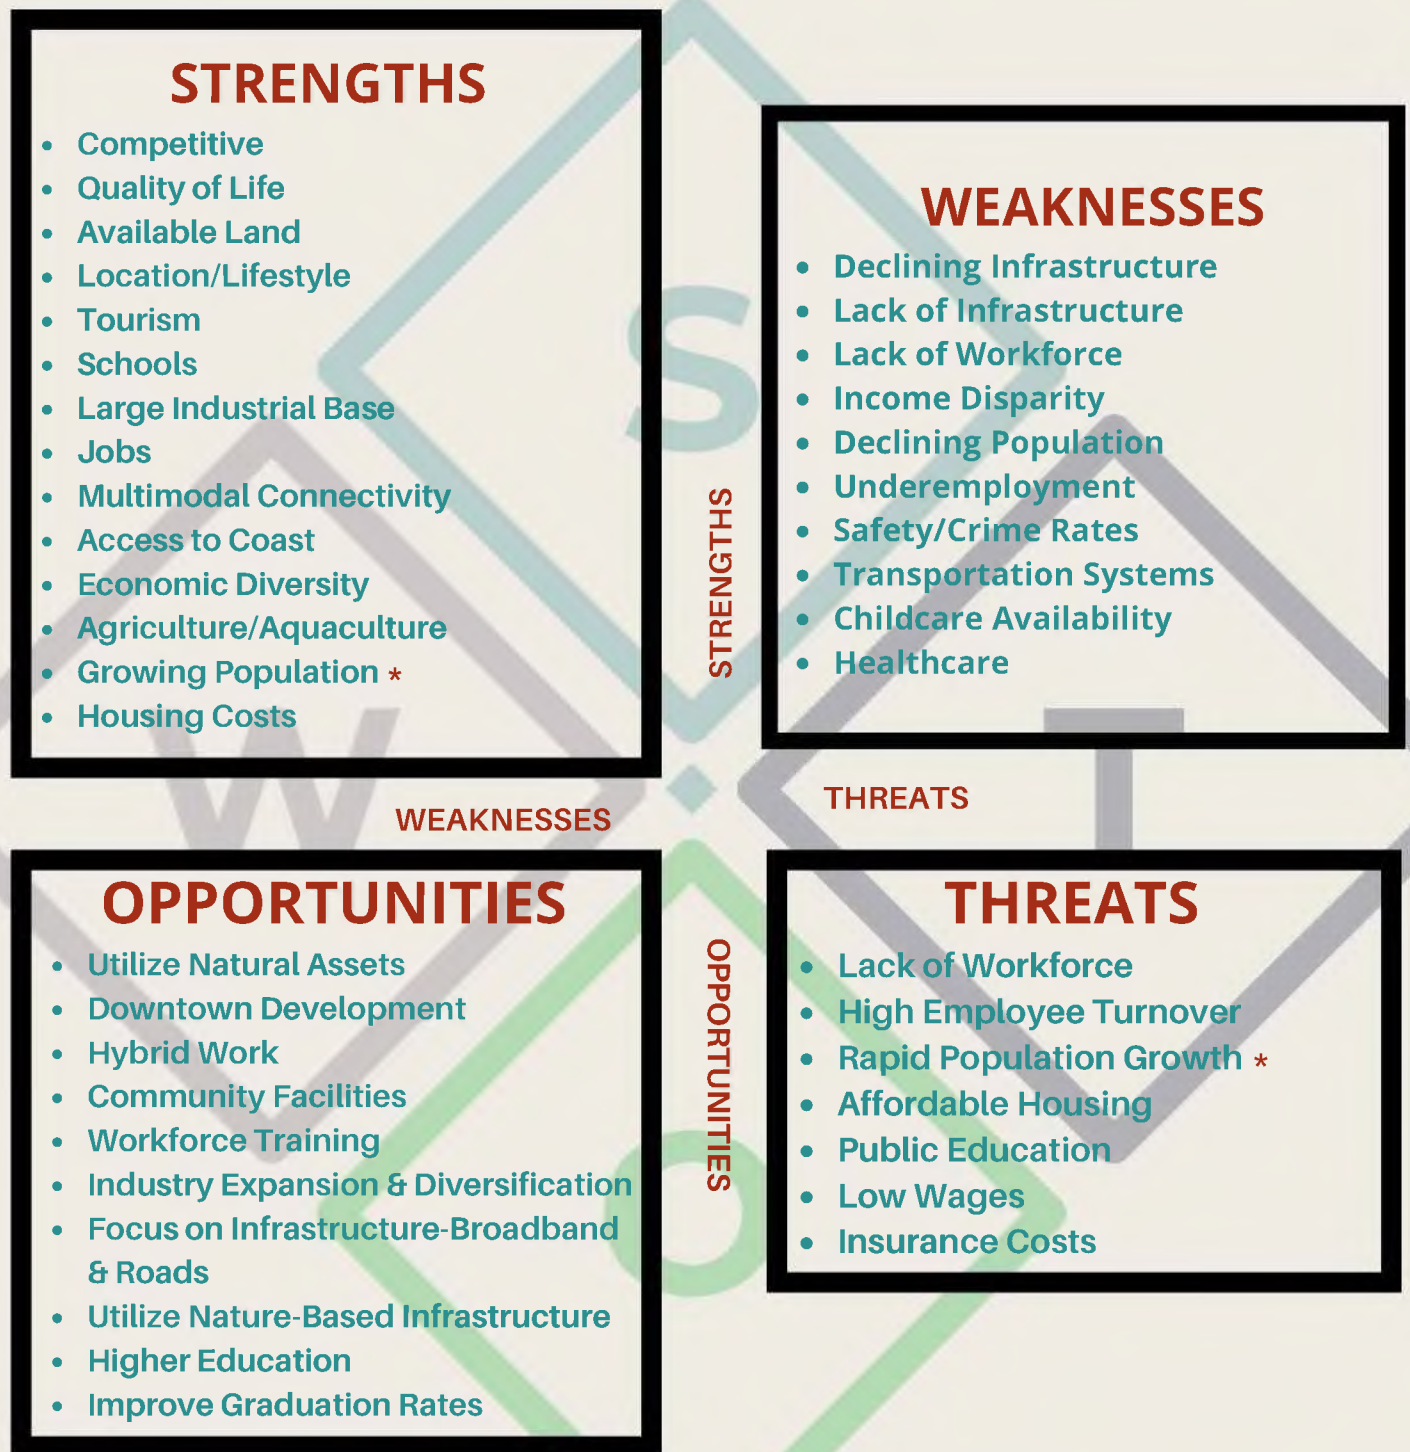 STRENGTHS
• Competitive
• Quality of Life
• Available Land
• Location/Lifestyle
• Tourism
• Schools
• Large Industrial Base
• Jobs
• Multimodal Connectivity
• Access to Coast
• Economic Diversity
• Agriculture/Aquaculture
• Growing Population *
• Housing Costs
WEAKNESSES
• Declining Infrastructure
• Lack of Infrastructure
• Lack of Workforce
• Income Disparity
• Declining Population
• Underemployment
• Safety/Crime Rates
• Transportation Systems
• Childcare Availability
• Healthcare
S
STRENGTHS
W
WEAKNESSES
T
THREATS
OPPORTUNITIES
• Utilize Natural Assets
• Downtown Development
• Hybrid Work
• Community Facilities
• Workforce Training
• Industry Expansion & Diversification
• Focus on Infrastructure-Broadband
& Roads
• Utilize Nature-Based Infrastructure
• Higher Education
• Improve Graduation Rates
OPPORTUNITIES
O
THREATS
• Lack of Workforce
• High Employee Turnover
• Rapid Population Growth *
• Affordable Housing
• Public Education
• Low Wages
• Insurance Costs